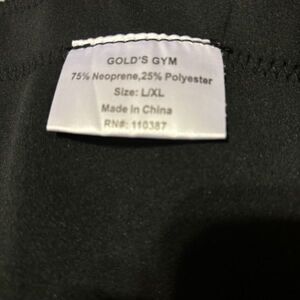 GOLD'S GYM
75% Neoprene,25% Polyester
Size: L/XL
Made in China
RN#: 110387